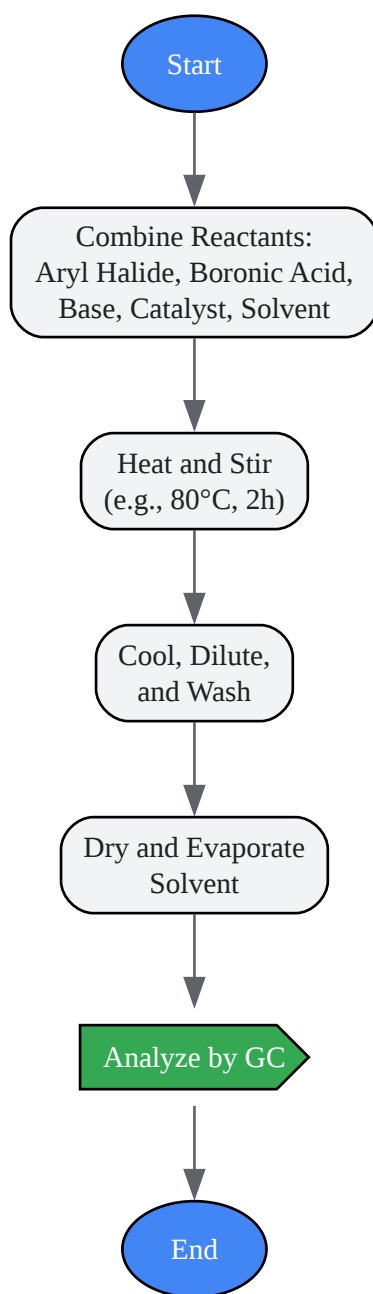 Start
Combine Reactants:
Aryl Halide, Boronic Acid,
Base, Catalyst, Solvent
Heat and Stir
(e.g., 80°C, 2h)
Cool, Dilute,
and Wash
Dry and Evaporate
Solvent
Analyze by GC
End